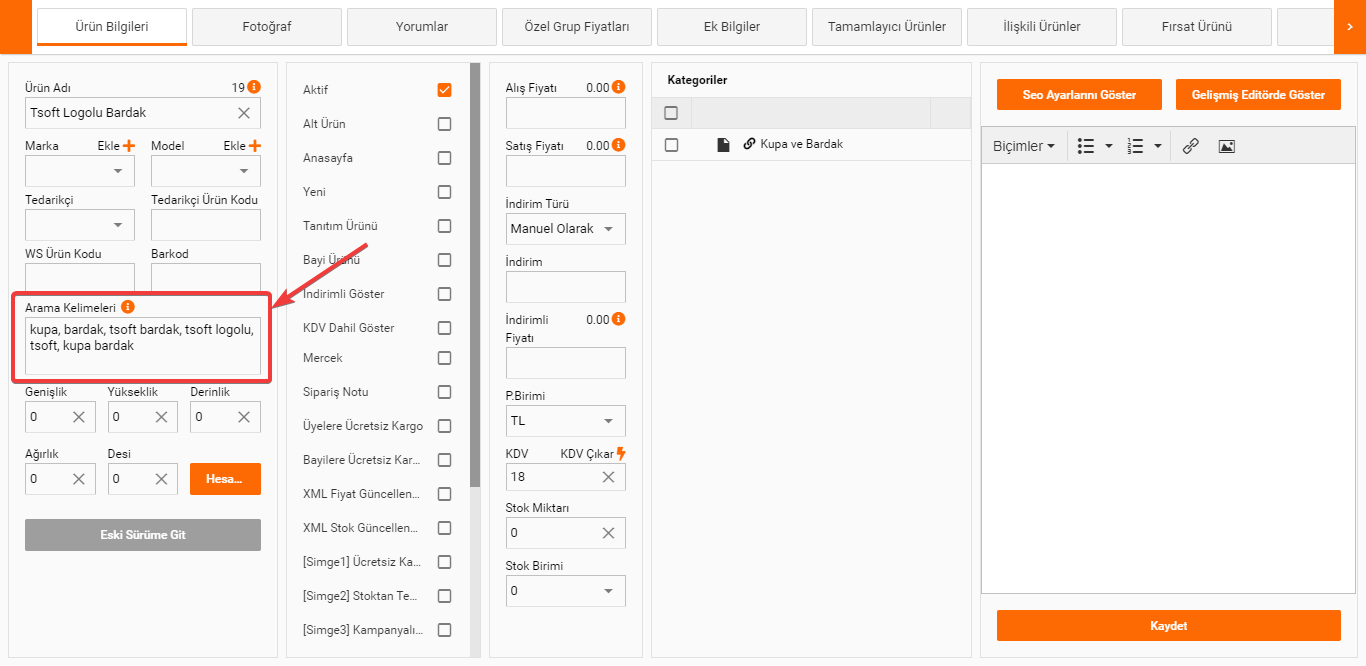 Ürün Bilgileri
Fotoğraf
Yorumlar
Özel Grup Fiyatları
Ek Bilgiler
Tamamlayıcı Ürünler
İlişkili Ürünler
Fırsat Ürünü
Ürün Adı 19
Tsoft Logolu Bardak
Marka Ekle
Model Ekle
Tedarikçi
Tedarikçi Ürün Kodu
WS Ürün Kodu
Barkod
Arama Kelimeleri
kupa, bardak, tsoft bardak, tsoft logolu,
tsoft, kupa bardak
Genişlik
Yükseklik
Derinlik
0
0
0
Ağırlık
Desi
0
0
Hesa...
Eski Sürüme Git
Aktif
Alt Ürün
Anasayfa
Yeni
Tanıtım Ürünü
Bayi Ürünü
İndirimli Göster
KDV Dahil Göster
Mercek
Sipariş Notu
Üyelere Ücretsiz Kargo
Bayilere Ücretsiz Kar...
XML Fiyat Güncellen...
XML Stok Güncellen...
[Simge1] Ücretsiz Ka...
[Simge2] Stoktan Te...
[Simge3] Kampanyalı...
Alış Fiyatı 0.00
Satış Fiyatı 0.00
İndirim Türü
Manuel Olarak
İndirim
İndirimli 0.00
Fiyatı
P.Birimi
TL
KDV KDV Çıkar
18
Stok Miktarı
0
Stok Birimi
0
Kategoriler
Kupa ve Bardak
Seo Ayarlarını Göster
Gelişmiş Editörde Göster
Biçimler
Kaydet